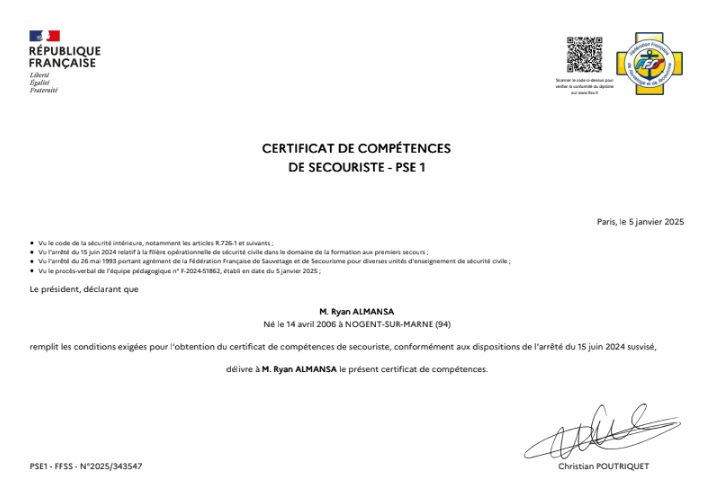 RÉPUBLIQUE
FRANÇAISE
Liberté
Égalité
Fraternité
Scannez le code ci-dessus pour
vérifier la conformité du diplôme
sur www.ffss.fr
FFSS
CERTIFICAT DE COMPÉTENCES
DE SECOURISTE - PSE 1
Paris, le 5 janvier 2025
● Vu le code de la sécurité intérieure, notamment les articles R.726-1 et suivants ;
● Vu l'arrêté du 15 juin 2024 relatif à la filière opérationnelle de sécurité civile dans le domaine de la formation aux premiers secours ;
● Vu l'arrêté du 26 mai 1993 portant agrément de la Fédération Française de Sauvetage et de Secourisme pour diverses unités d'enseignement de sécurité civile ;
● Vu le procès-verbal de l'équipe pédagogique n° F-2024-51862, établi en date du 5 janvier 2025 ;
Le président, déclarant que
M. Ryan ALMANSA
Né le 14 avril 2006 à NOGENT-SUR-MARNE (94)
remplit les conditions exigées pour l'obtention du certificat de compétences de secouriste, conformément aux dispositions de l'arrêté du 15 juin 2024 susvisé,
délivre à M. Ryan ALMANSA le présent certificat de compétences.
PSE1 - FFSS - N°2025/343547
Christian POUTRIQUET